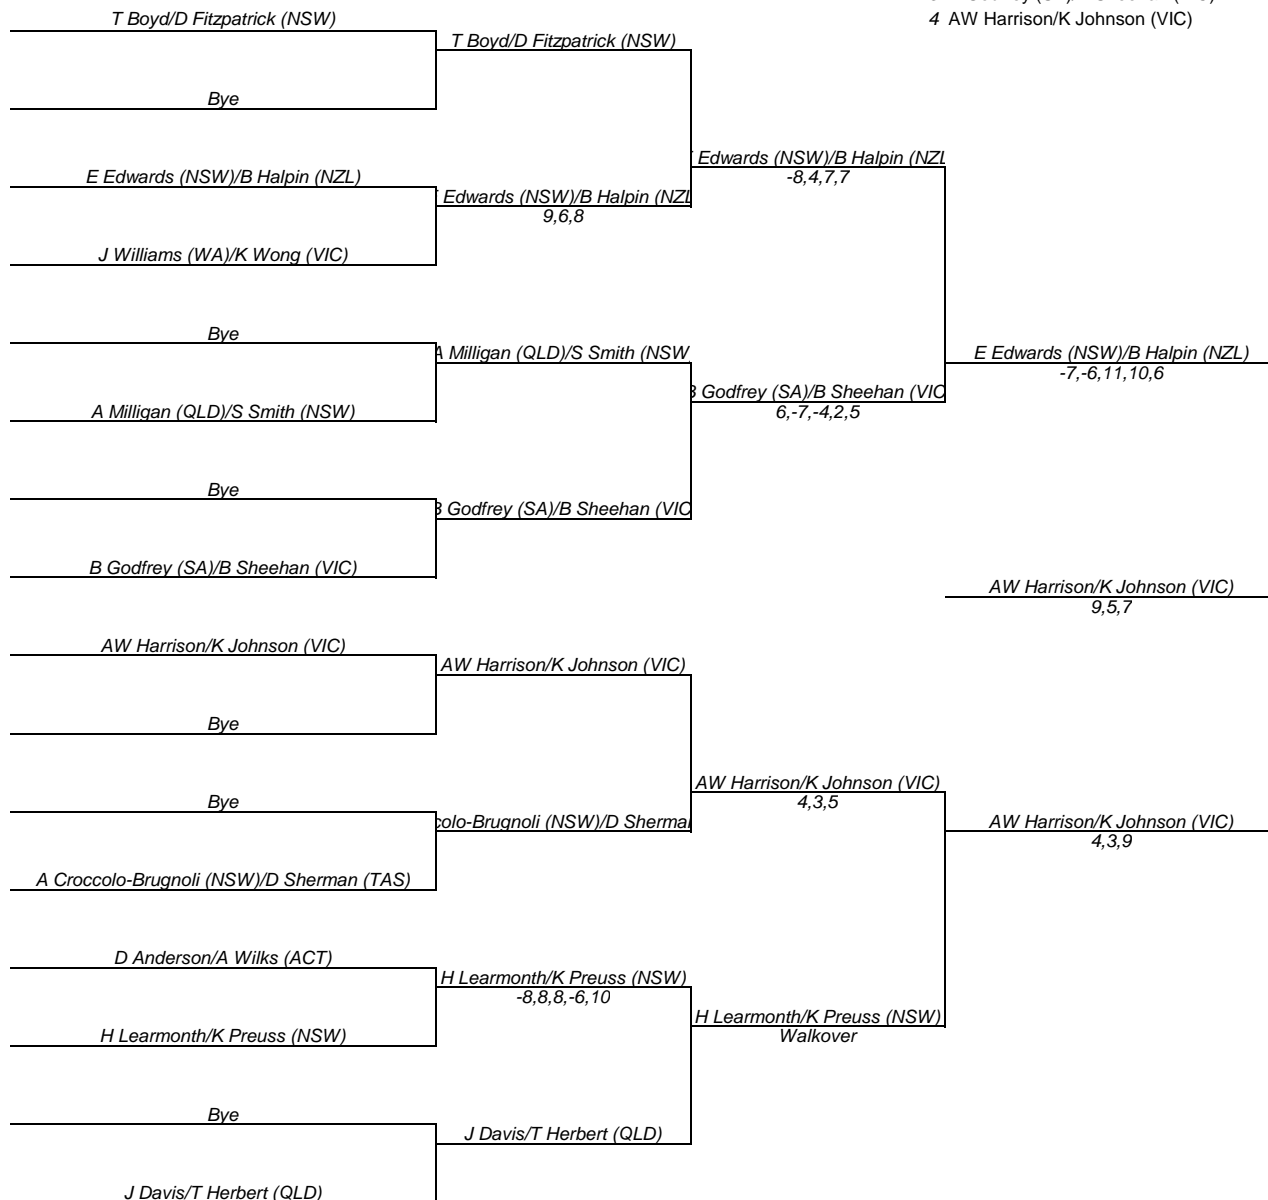 4 AW Harrison/K Johnson (VIC)
T Boyd/D Fitzpatrick (NSW)
T Boyd/D Fitzpatrick (NSW)
Bye
Edwards (NSW)/B Halpin (NZL
-8,4,7,7
E Edwards (NSW)/B Halpin (NZL)
Edwards (NSW)/B Halpin (NZL
9,6,8
J Williams (WA)/K Wong (VIC)
Bye
A Milligan (QLD)/S Smith (NSW
E Edwards (NSW)/B Halpin (NZL)
-7,-6,11,10,6
B Godfrey (SA)/B Sheehan (VIC
6,-7,-4,2,5
A Milligan (QLD)/S Smith (NSW)
Bye
B Godfrey (SA)/B Sheehan (VIC
B Godfrey (SA)/B Sheehan (VIC)
AW Harrison/K Johnson (VIC)
9,5,7
AW Harrison/K Johnson (VIC)
AW Harrison/K Johnson (VIC)
Bye
AW Harrison/K Johnson (VIC)
4,3,5
Bye
colo-Brugnoli (NSW)/D Sherma
AW Harrison/K Johnson (VIC)
4,3,9
A Croccolo-Brugnoli (NSW)/D Sherman (TAS)
D Anderson/A Wilks (ACT)
H Learmonth/K Preuss (NSW)
-8,8,8,-6,10
H Learmonth/K Preuss (NSW)
Walkover
H Learmonth/K Preuss (NSW)
Bye
J Davis/T Herbert (QLD)
J Davis/T Herbert (QLD)